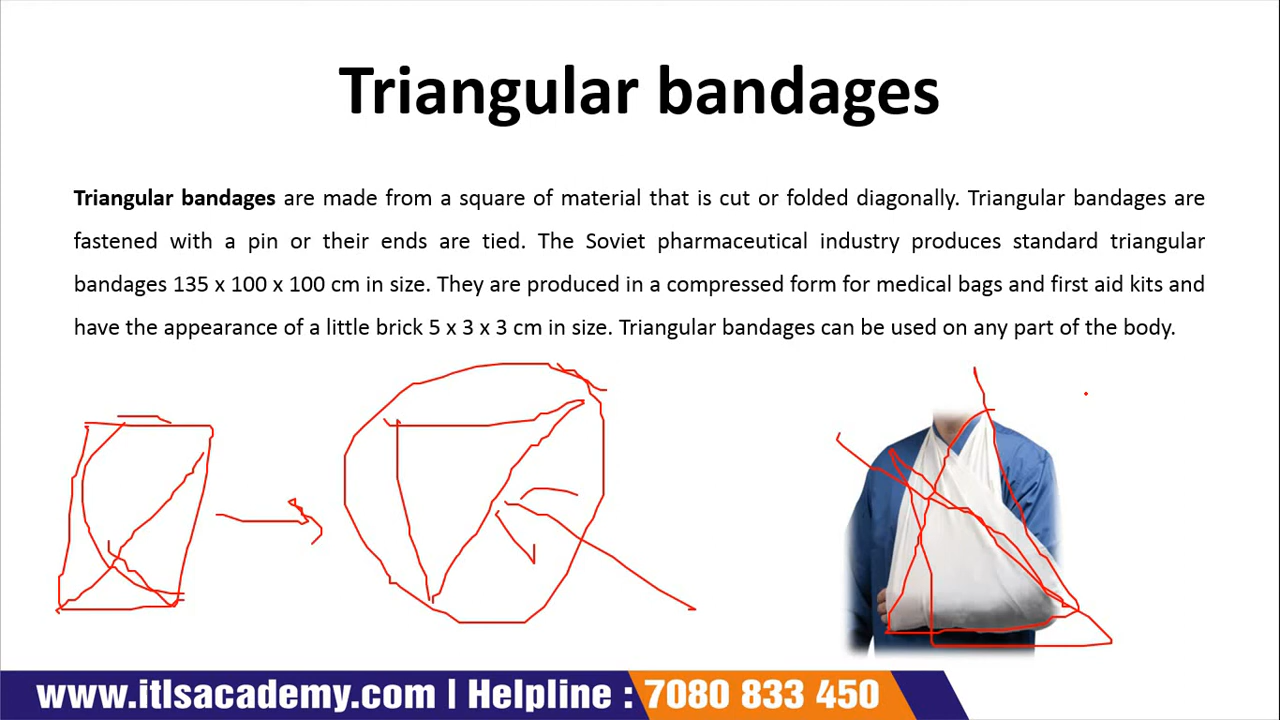 Triangular bandages
Triangular bandages are made from a square of material that is cut or folded diagonally. Triangular bandages are
fastened with a pin or their ends are tied. The Soviet pharmaceutical industry produces standard triangular
bandages 135 x 100 x 100 cm in size. They are produced in a compressed form for medical bags and first aid kits and
have the appearance of a little brick 5 x 3 x 3 cm in size. Triangular bandages can be used on any part of the body.
www.itlsacademy.com | Helpline : 7080 833 450